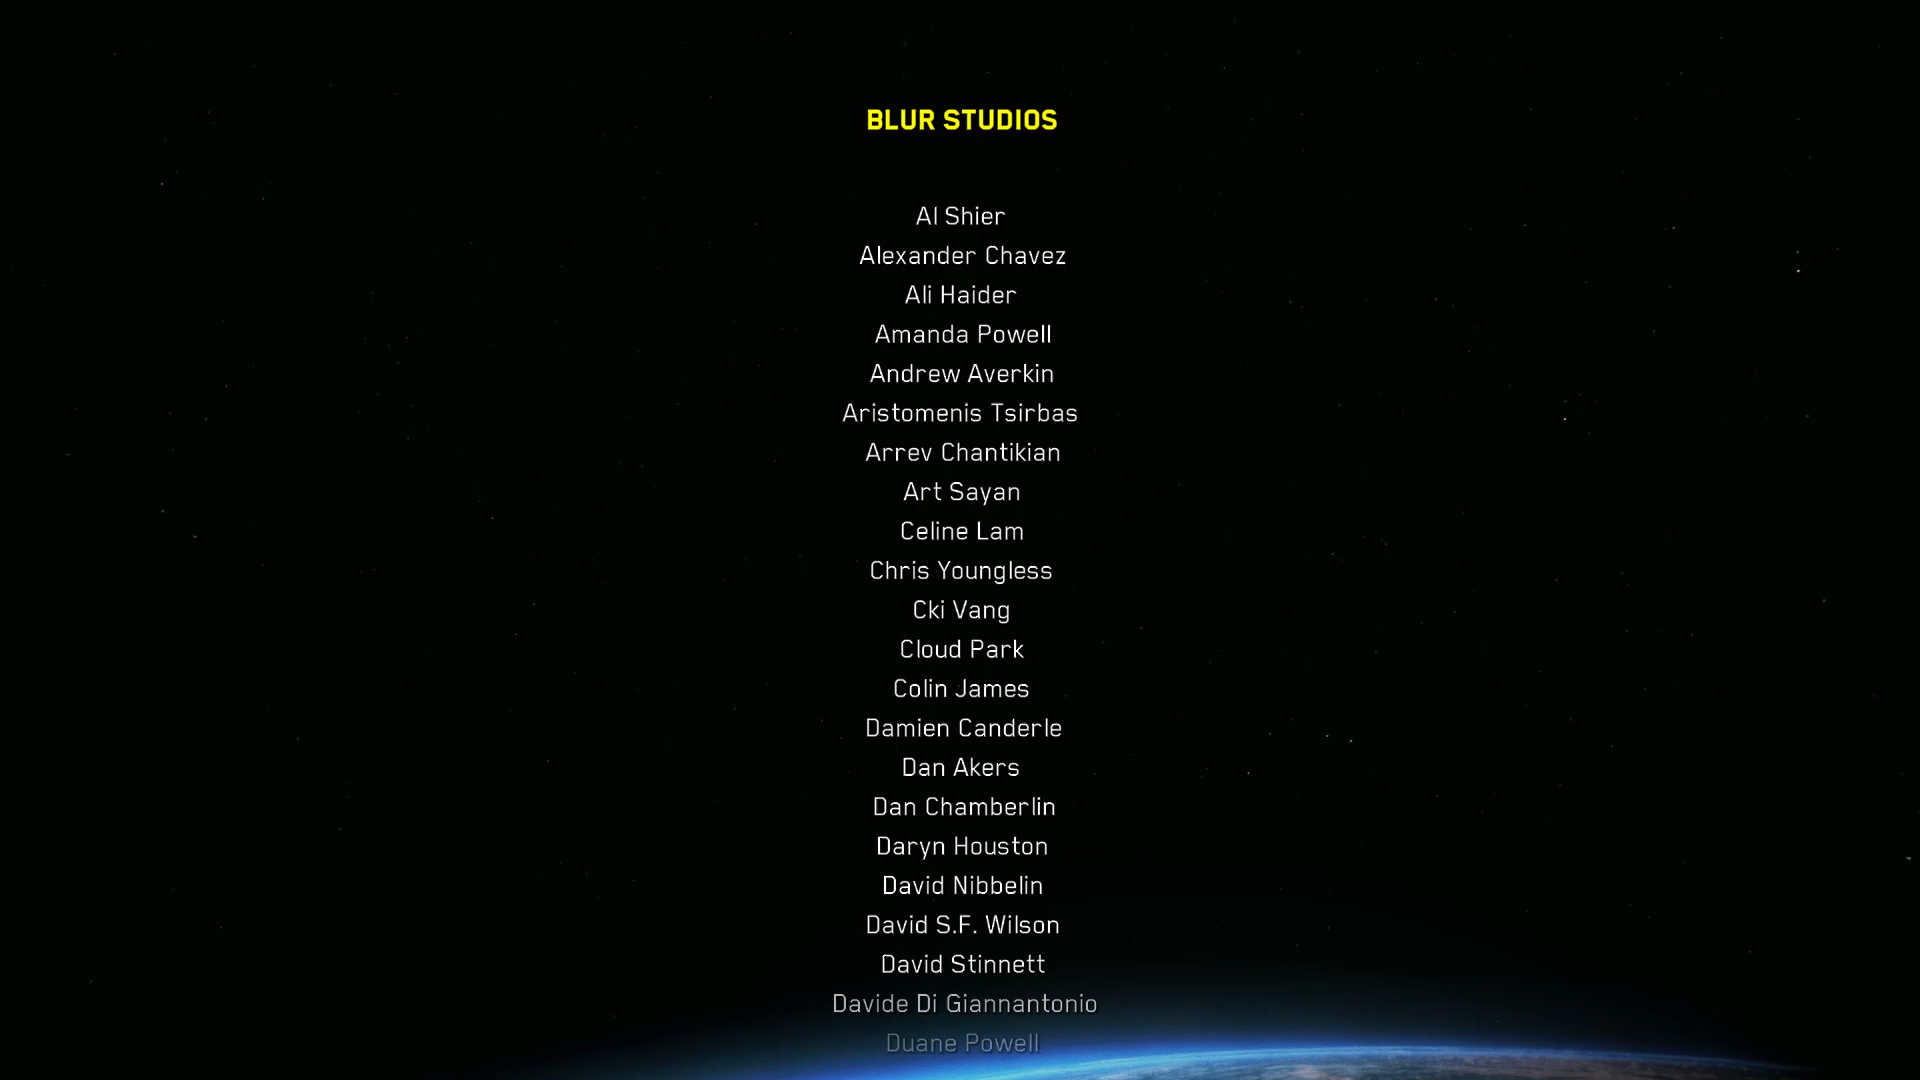 BLUR STUDIOS
Al Shier
Alexander Chavez
Ali Haider
Amanda Powell
Andrew Averkin
Aristomenis Tsirbas
Arrev Chantikian
Art Sayan
Celine Lam
Chris Youngless
Cki Vang
Cloud Park
Colin James
Damien Canderle
Dan Akers
Dan Chamberlin
Daryn Houston
David Nibbelin
David S.F. Wilson
David Stinnett
Davide Di Giannantonio
Duane Powell